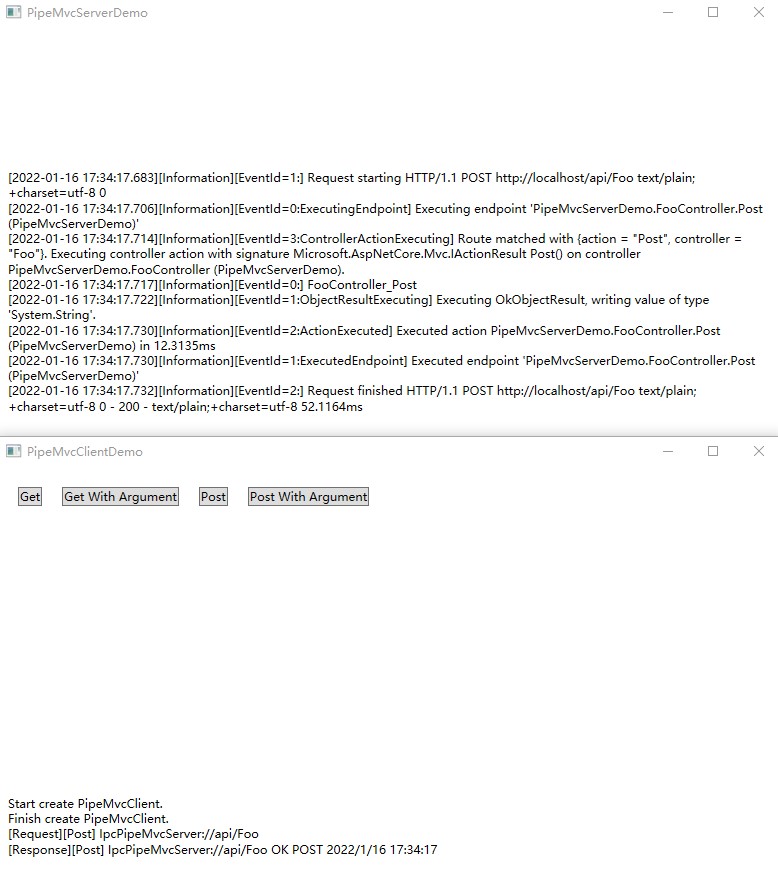 PipeMvcServerDemo
[2022-01-16 17:34:17.683][Information][EventId=1:] Request starting HTTP/1.1 POST http://localhost/api/Foo text/plain;
+charset=utf-8 0
[2022-01-16 17:34:17.706][Information][EventId=0:ExecutingEndpoint] Executing endpoint 'PipeMvcServerDemo.FooController.Post
(PipeMvcServerDemo)'
[2022-01-16 17:34:17.714][Information][EventId=3:ControllerActionExecuting] Route matched with {action = "Post", controller =
"Foo"}. Executing controller action with signature Microsoft.AspNetCore.Mvc.IActionResult Post() on controller
PipeMvcServerDemo.FooController (PipeMvcServerDemo).
[2022-01-16 17:34:17.717][Information][EventId=0:] FooController_Post
[2022-01-16 17:34:17.722][Information][EventId=1:ObjectResultExecuting] Executing OkObjectResult, writing value of type
'System.String'.
[2022-01-16 17:34:17.730][Information][EventId=2:ActionExecuted] Executed action PipeMvcServerDemo.FooController.Post
(PipeMvcServerDemo) in 12.3135ms
[2022-01-16 17:34:17.730][Information][EventId=1:ExecutedEndpoint] Executed endpoint 'PipeMvcServerDemo.FooController.Post
(PipeMvcServerDemo)'
[2022-01-16 17:34:17.732][Information][EventId=2:] Request finished HTTP/1.1 POST http://localhost/api/Foo text/plain;
+charset=utf-8 0 - 200 - text/plain;+charset=utf-8 52.1164ms
PipeMvcClientDemo
Get Get With Argument Post Post With Argument
Start create PipeMvcClient.
Finish create PipeMvcClient.
[Request][Post] IpcPipeMvcServer://api/Foo
[Response][Post] IpcPipeMvcServer://api/Foo OK POST 2022/1/16 17:34:17